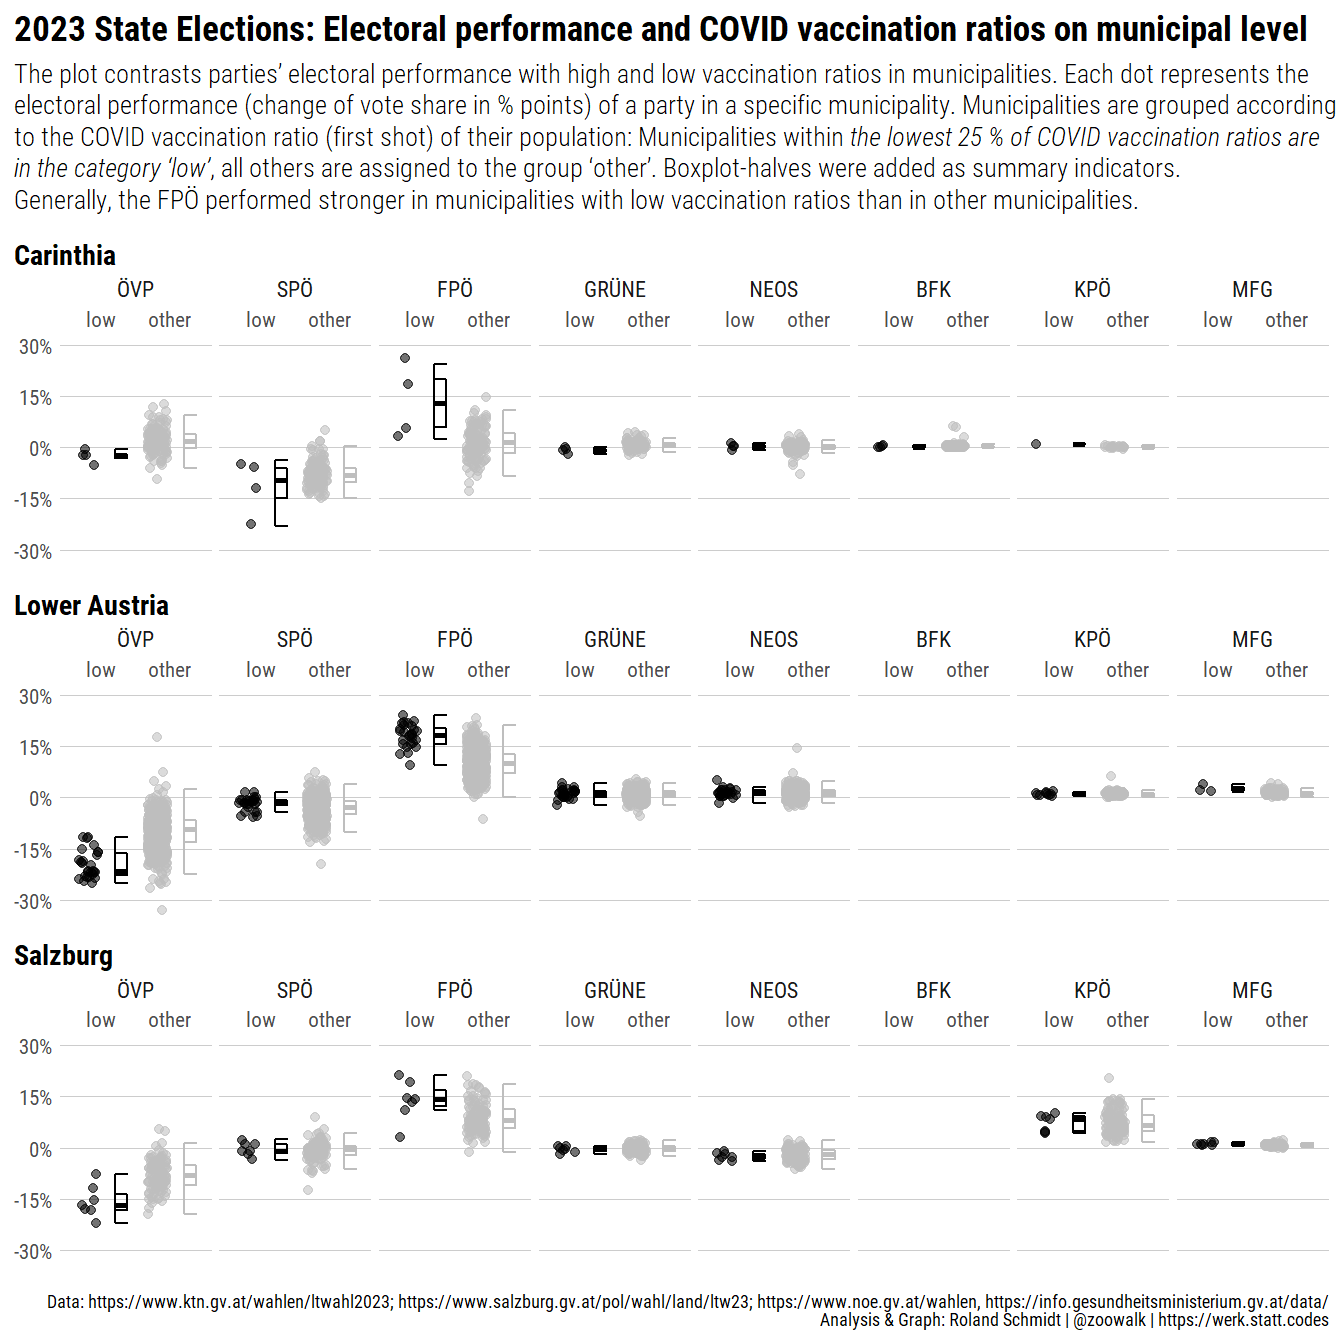 2023 State Elections: Electoral performance and COVID vaccination ratios on municipal level
The plot contrasts parties’ electoral performance with high and low vaccination ratios in municipalities. Each dot represents the
electoral performance (change of vote share in % points) of a party in a specific municipality. Municipalities are grouped according
to the COVID vaccination ratio (first shot) of their population: Municipalities within the lowest 25 % of COVID vaccination ratios are
in the category ‘low’, all others are assigned to the group ‘other’. Boxplot-halves were added as summary indicators.
Generally, the FPÖ performed stronger in municipalities with low vaccination ratios than in other municipalities.
Carinthia
ÖVP SPÖ FPÖ GRÜNE NEOS BFK KPÖ MFG
low other low other low other low other low other low other low other low other
30%
15%
0%
-15%
-30%
Lower Austria
ÖVP SPÖ FPÖ GRÜNE NEOS BFK KPÖ MFG
low other low other low other low other low other low other low other low other
30%
15%
0%
-15%
-30%
Salzburg
ÖVP SPÖ FPÖ GRÜNE NEOS BFK KPÖ MFG
low other low other low other low other low other low other low other low other
30%
15%
0%
-15%
-30%
Data: https://www.ktn.gv.at/wahlen/ltwahl2023; https://www.salzburg.gv.at/pol/wahl/land/ltw23; https://www.noe.gv.at/wahlen, https://info.gesundheitsministerium.gv.at/data/
Analysis & Graph: Roland Schmidt | @zoowalk | https://werk.statt.codes